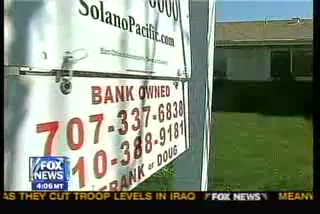 SolanoPacific.com
BANK OWNED
707-337-6838
10-388-9181
FRANK or DOUG
FOX
NEWS
4:06 MT
AS THEY CUT TROOP LEVELS IN IRAQ FOX NEWS MEANW